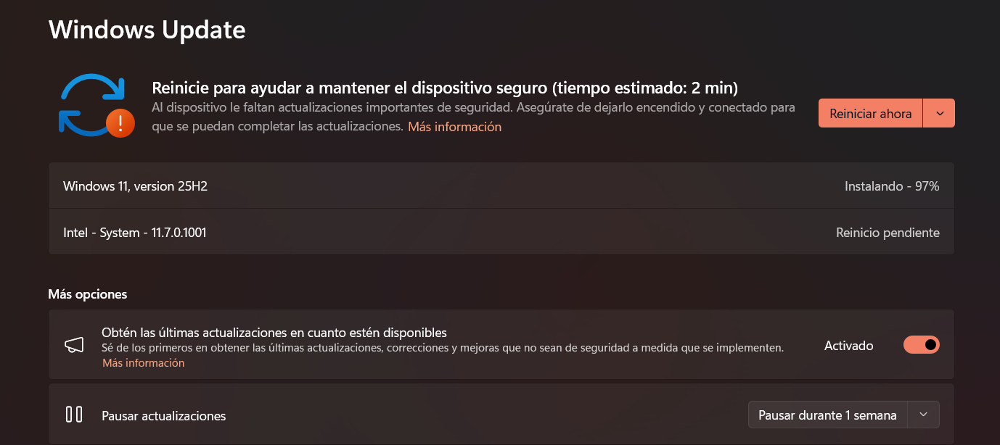 Windows Update
Reinicie para ayudar a mantener el dispositivo seguro (tiempo estimado: 2 min)
Al dispositivo le faltan actualizaciones importantes de seguridad. Asegúrate de dejarlo encendido y conectado para
que se puedan completar las actualizaciones. Más información
Reiniciar ahora
Windows 11, version 25H2
Instalando - 97%
Intel - System - 11.7.0.1001
Reinicio pendiente
Más opciones
Obtén las últimas actualizaciones en cuanto estén disponibles
Sé de los primeros en obtener las últimas actualizaciones, correcciones y mejoras que no sean de seguridad a medida que se implementen.
Más información
Activado
Pausar actualizaciones
Pausar durante 1 semana